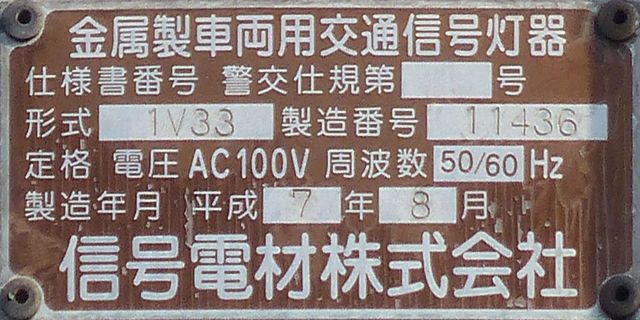 金属製車両用交通信号灯器
仕様書番号 警交仕規第 号
形式 1V33 製造番号 11436
定格 電圧 AC100V 周波数 50/60 Hz
製造年月 平成 7 年 8 月
信号電材株式会社